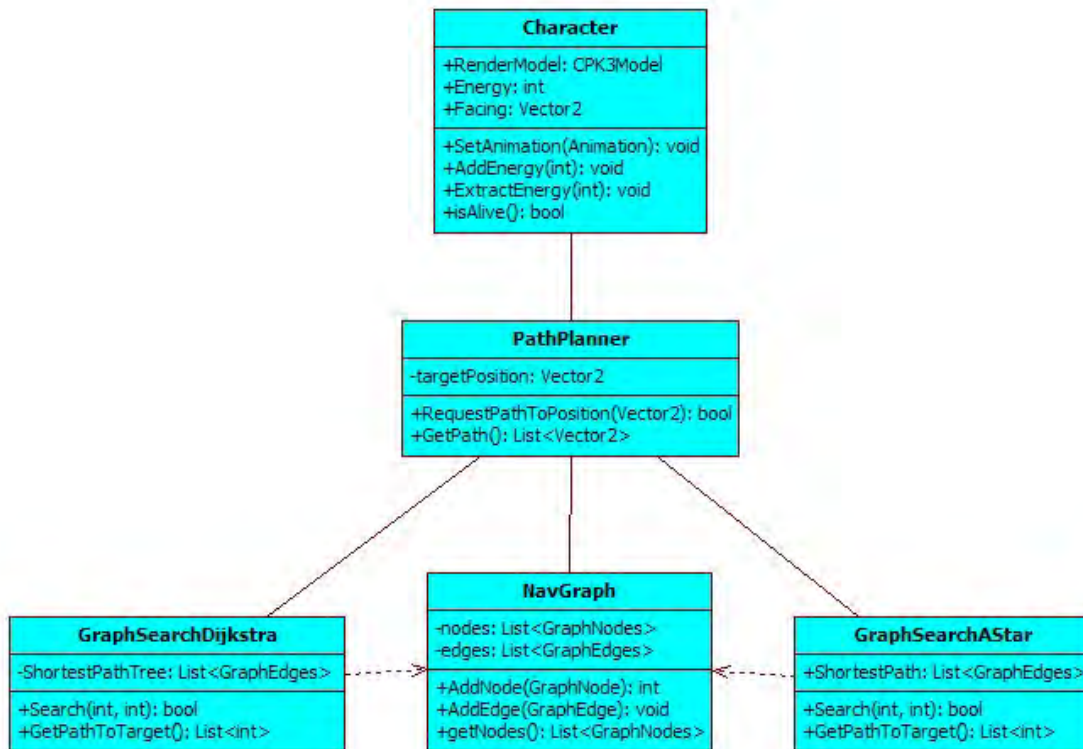 Character
+RenderModel: CPK3Model
+Energy: int
+Facing: Vector2
+SetAnimation(Animation): void
+AddEnergy(int): void
+ExtractEnergy(int): void
+isAlive(): bool
PathPlanner
-targetPosition: Vector2
+RequestPathToPosition(Vector2): bool
+GetPath(): List<Vector2>
GraphSearchDijkstra
-ShortestPathTree: List<GraphEdges>
+Search(int, int): bool
+GetPathToTarget(): List<int>
NavGraph
-nodes: List<GraphNodes>
-edges: List<GraphEdges>
+AddNode(GraphNode): int
+AddEdge(GraphEdge): void
+getNodes(): List<GraphNodes>
GraphSearchAStar
+ShortestPath: List<GraphEdges>
+Search(int, int): bool
+GetPathToTarget(): List<int>